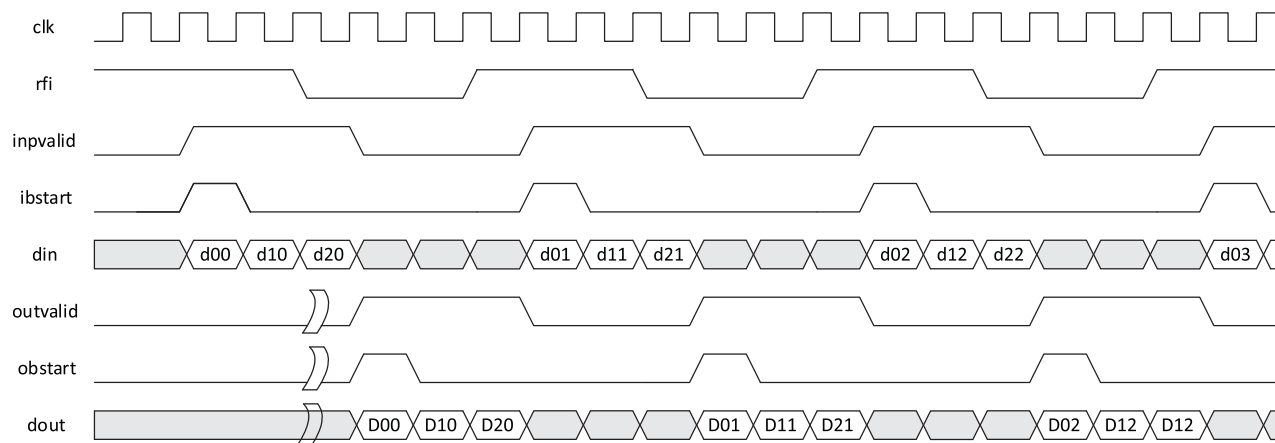 clk
rfi
inpvalid
ibstart
din d00 d10 d20 d01 d11 d21 d02 d12 d22 d03
outvalid
obstart
dout D00 D10 D20 D01 D11 D21 D02 D12 D12